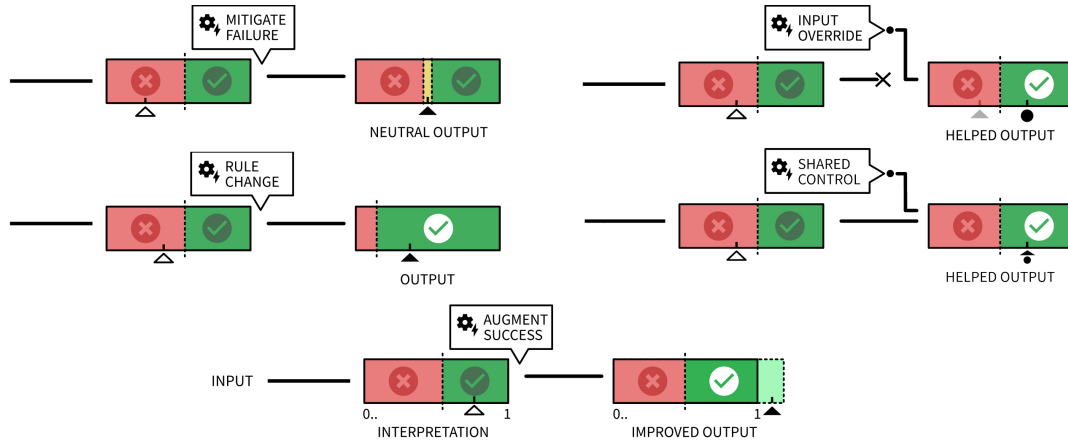 MITIGATE
FAILURE
NEUTRAL OUTPUT
INPUT
OVERRIDE
HELPED OUTPUT
RULE
CHANGE
OUTPUT
SHARED
CONTROL
HELPED OUTPUT
AUGMENT
SUCCESS
INPUT
0.. 1
INTERPRETATION
0.. 1
IMPROVED OUTPUT